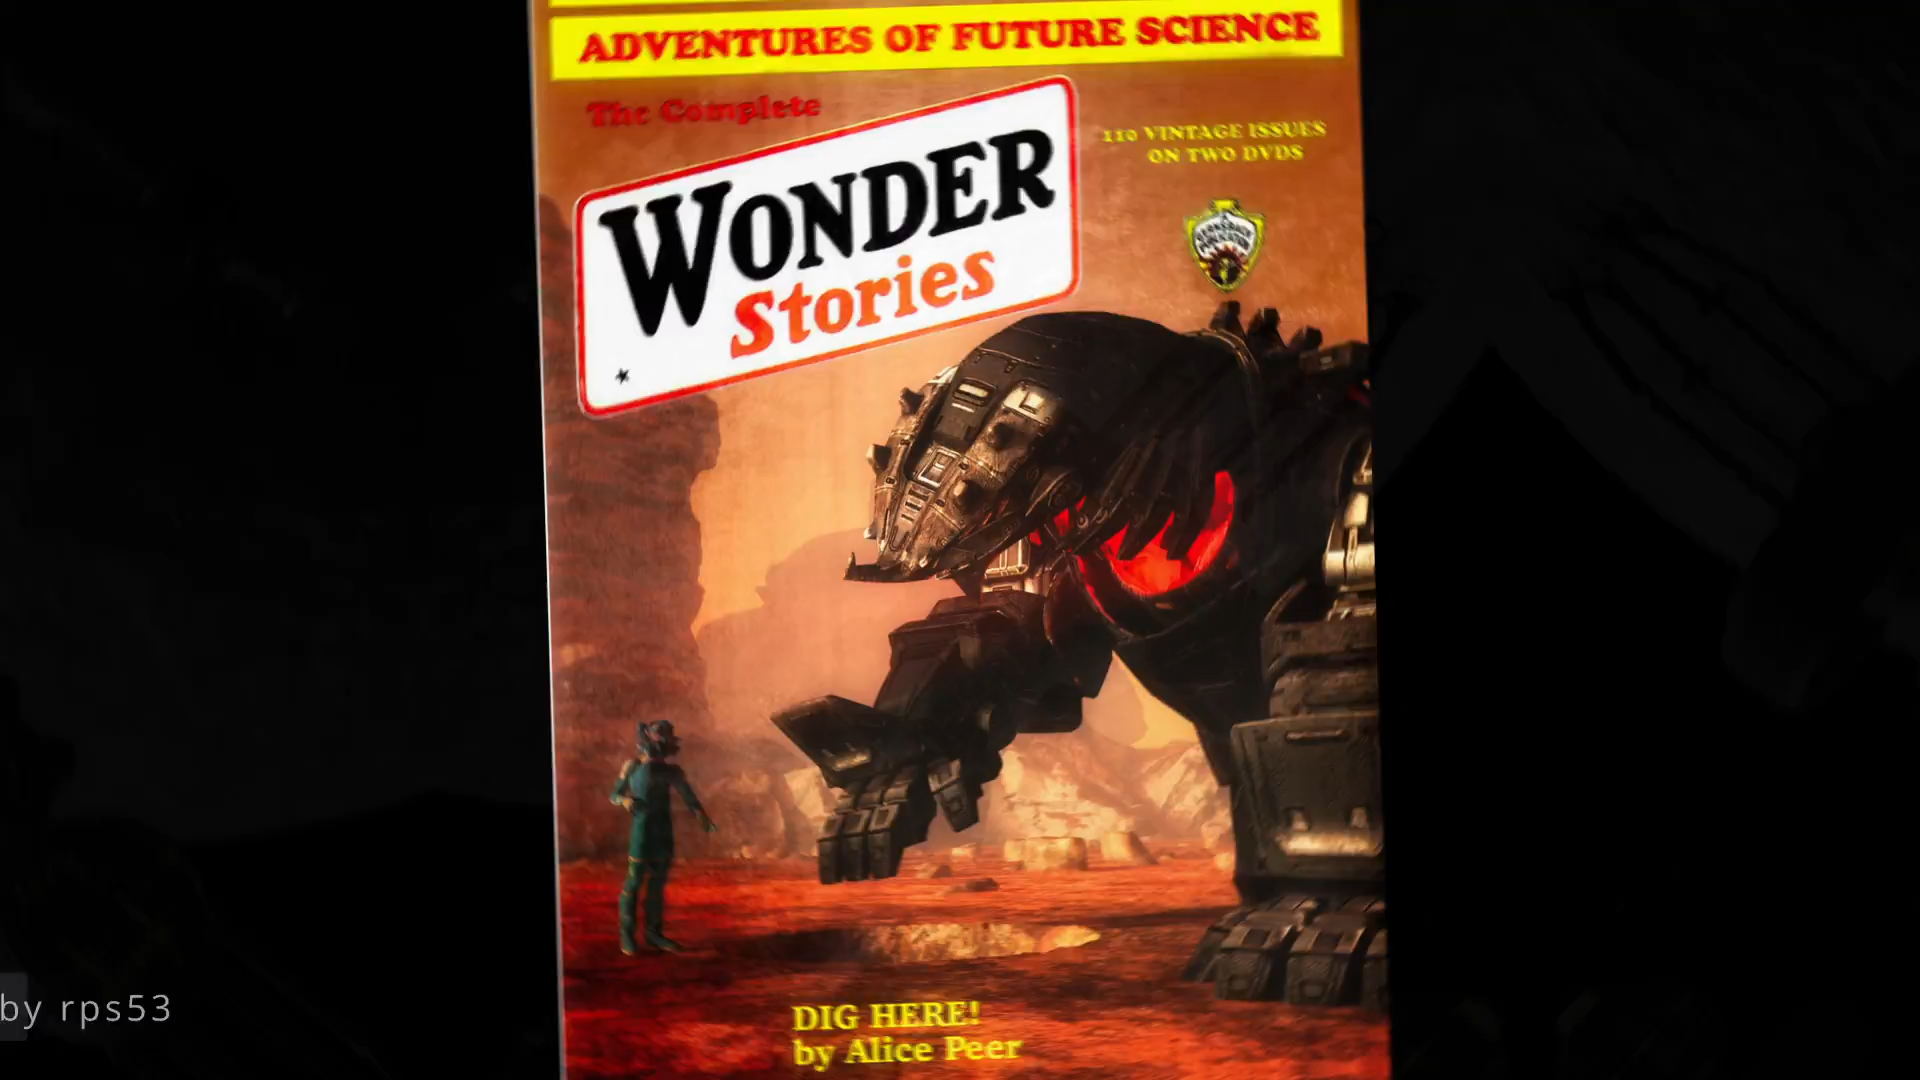 ADVENTURES OF FUTURE SCIENCE
The Complete
110 VINTAGE ISSUES
ON TWO DVDS
WONDER
Stories
by rps53
DIG HERE!
by Alice Peer